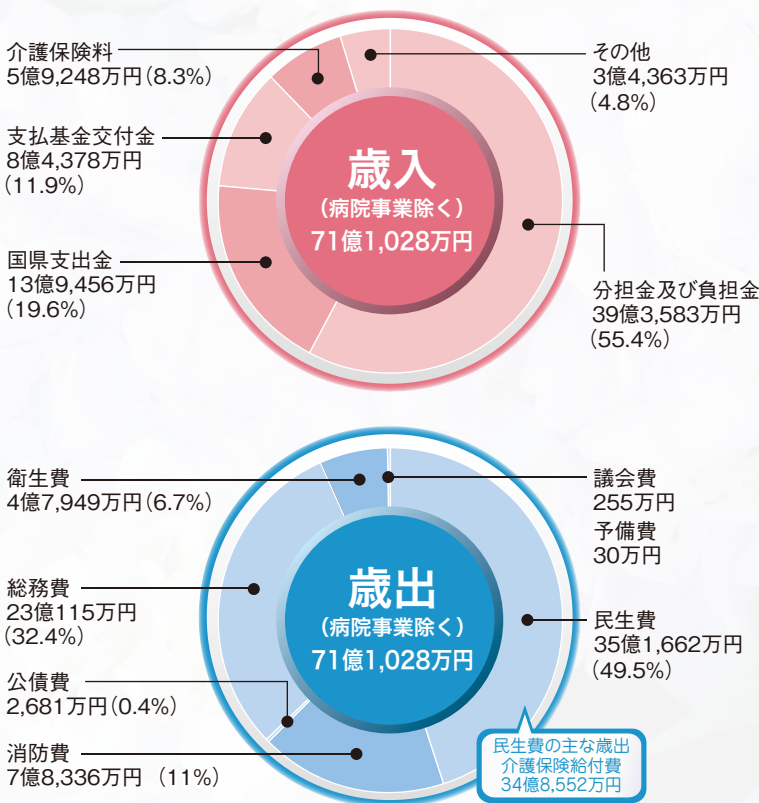 介護保険料
5億9,248万円(8.3%)
支払基金交付金
8億4,378万円
(11.9%)
国県支出金
13億9,456万円
(19.6%)
歳入
(病院事業除く)
71億1,028万円
その他
3億4,363万円
(4.8%)
分担金及び負担金
39億3,583万円
(55.4%)
衛生費
4億7,949万円(6.7%)
総務費
23億115万円
(32.4%)
公債費
2,681万円(0.4%)
消防費
7億8,336万円 (11%)
歳出
(病院事業除く)
71億1,028万円
議会費
255万円
予備費
30万円
民生費
35億1,662万円
(49.5%)
民生費の主な歳出
介護保険給付費
34億8,552万円